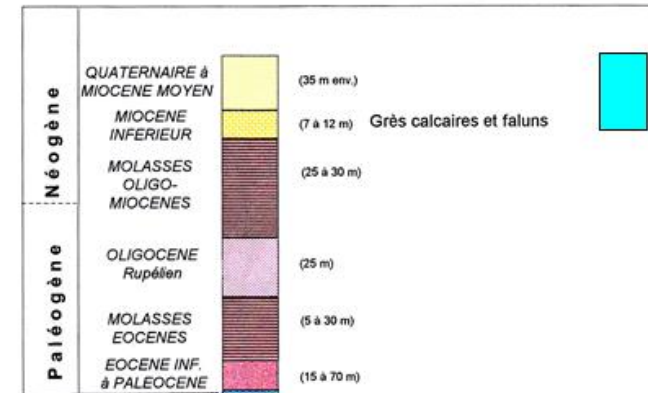 Néogène
QUATERNAIRE à
MIOCENE MOYEN
(35 m env.)
MIOCENE
INFERIEUR
(7 à 12 m)
Grès calcaires et faluns
MOLASSES
OLIGO-
MIOCENES
(25 à 30 m)
Paléogène
OLIGOCENE
Rupélien
(25 m)
MOLASSES
EOCENES
(5 à 30 m)
EOCENE INF.
à PALEOCENE
(15 à 70 m)